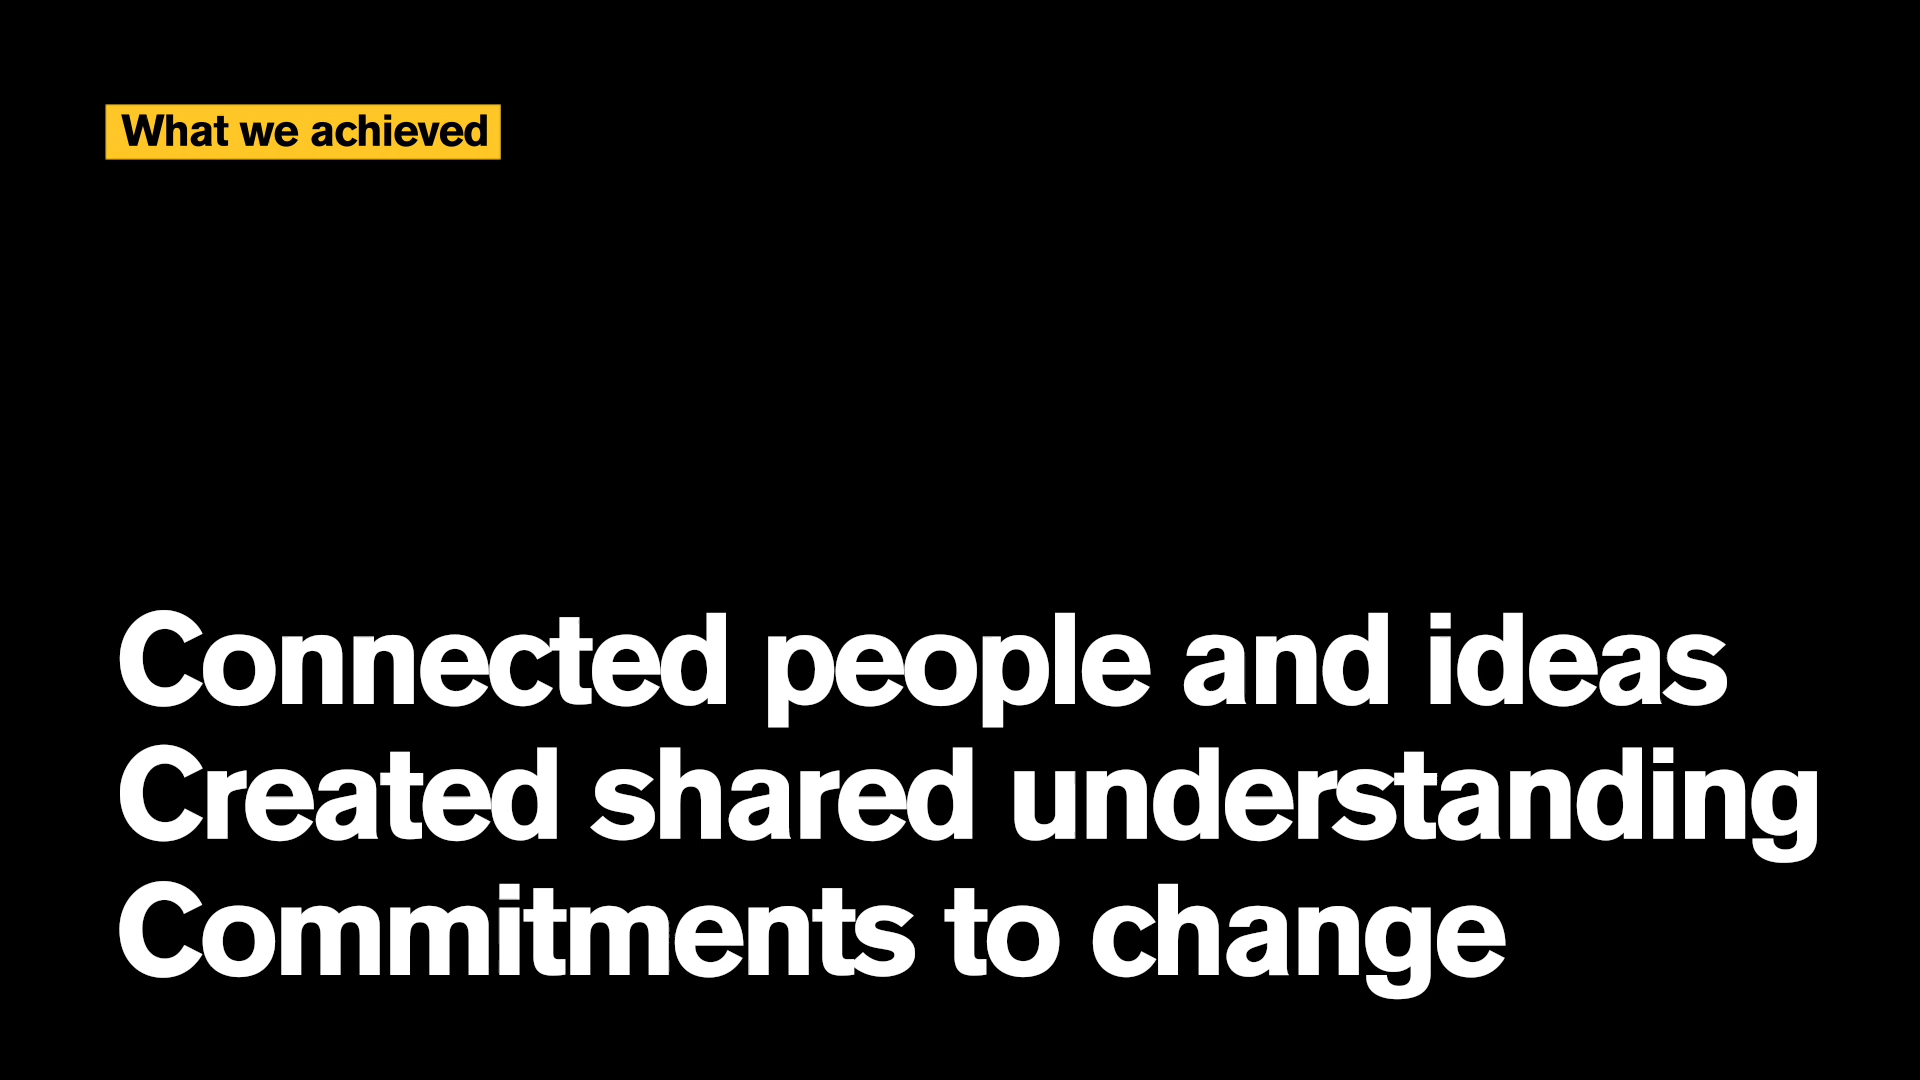 What we achieved
Connected people and ideas
Created shared understanding
Commitments to change